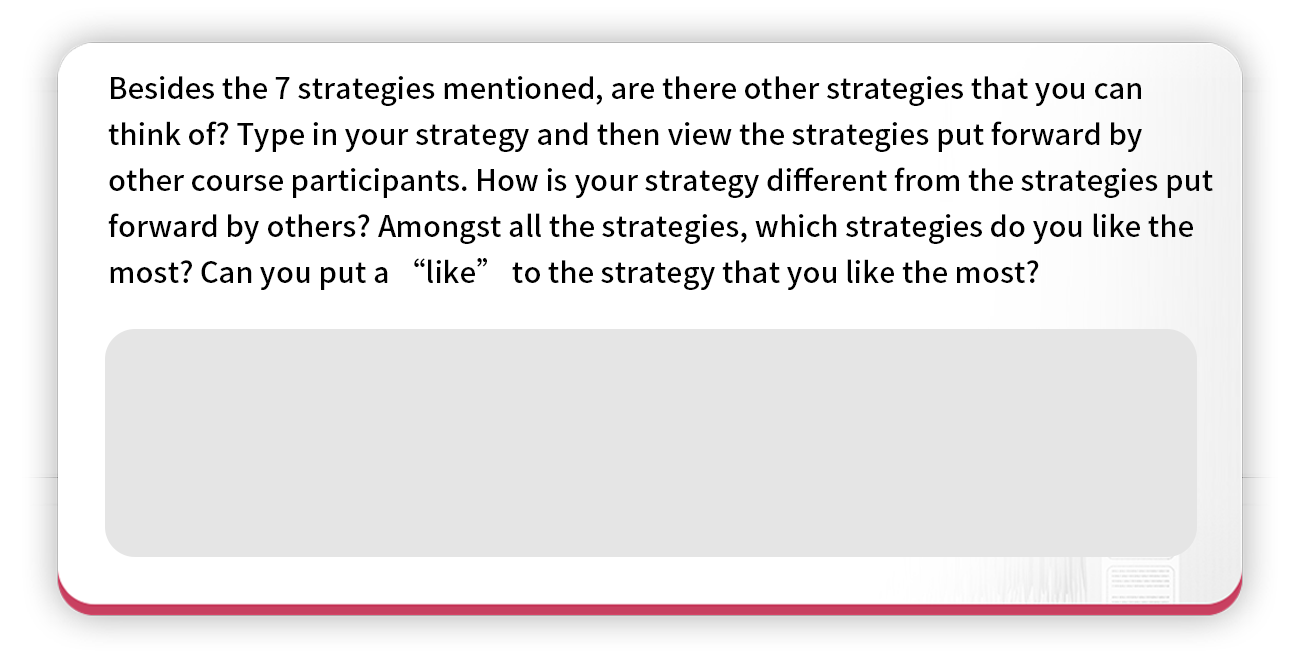 Besides the 7 strategies mentioned, are there other strategies that you can
think of? Type in your strategy and then view the strategies put forward by
other course participants. How is your strategy different from the strategies put
forward by others? Amongst all the strategies, which strategies do you like the
most? Can you put a “like” to the strategy that you like the most?